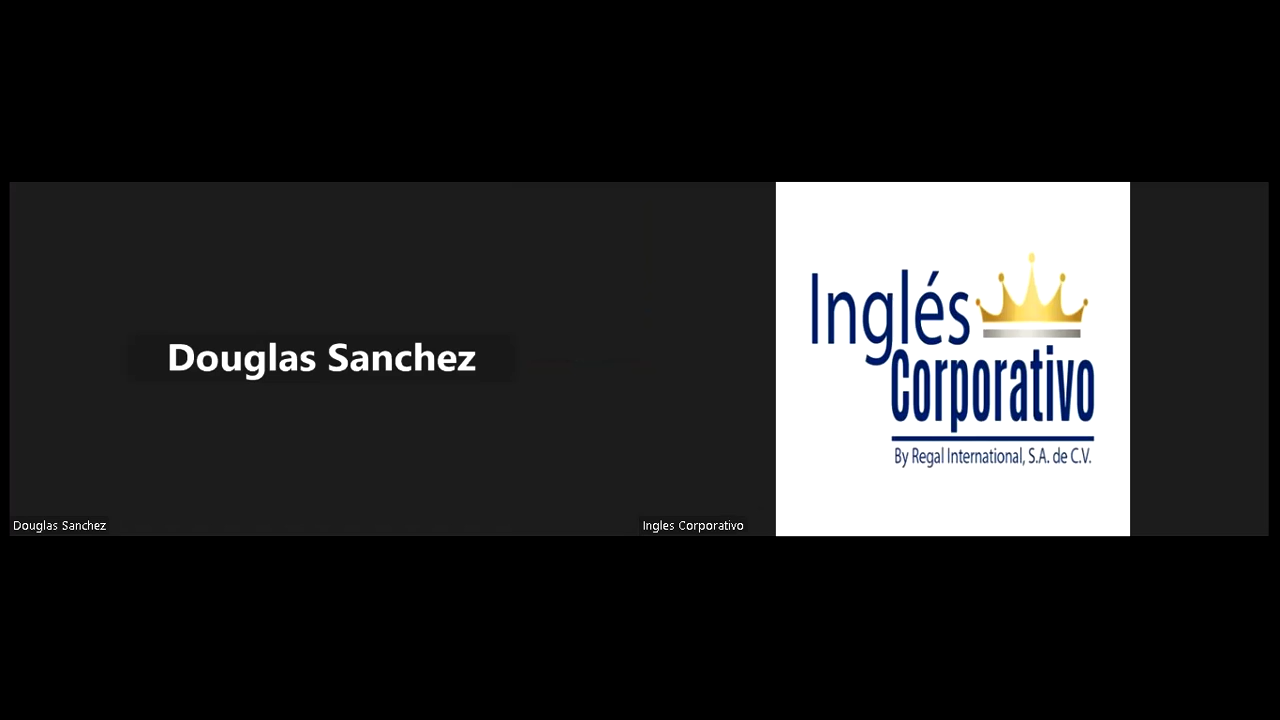 Douglas Sanchez
Douglas Sanchez
Inglés
Corporativo
By Regal International, S.A. de C.V.
Ingles Corporativo